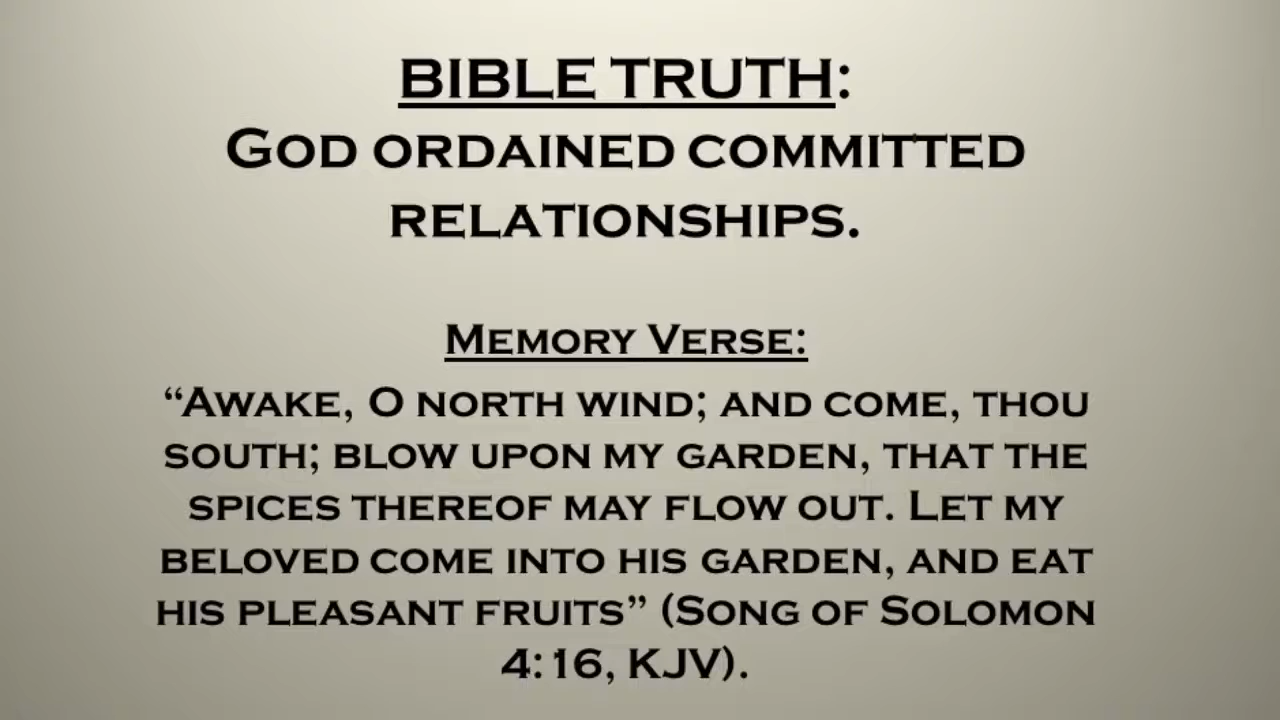 BIBLE TRUTH:
GOD ORDAINED COMMITTED
RELATIONSHIPS.
MEMORY VERSE:
“AWAKE, O NORTH WIND; AND COME, THOU
SOUTH; BLOW UPON MY GARDEN, THAT THE
SPICES THEREOF MAY FLOW OUT. LET MY
BELOVED COME INTO HIS GARDEN, AND EAT
HIS PLEASANT FRUITS” (SONG OF SOLOMON
4:16, KJV).